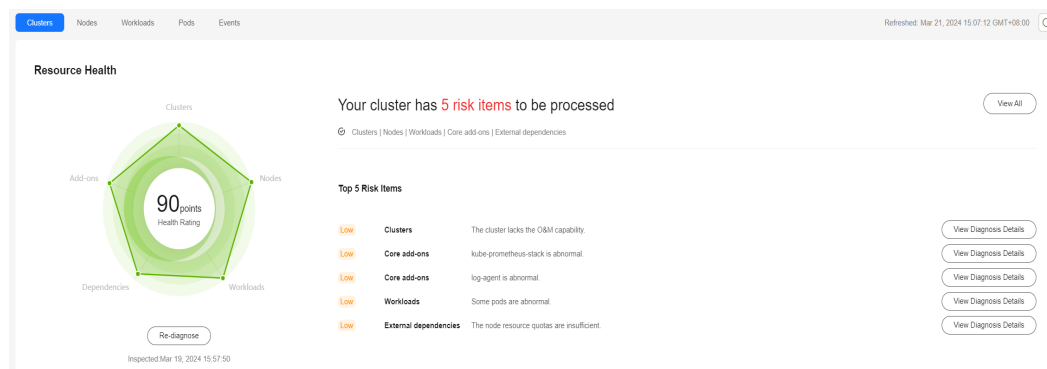 Clusters Nodes Workloads Pods Events Refreshed: Mar 21, 2024 15:07:12 GMT+08:00
Resource Health
Clusters
Nodes
Workloads
Dependencies
Add-ons
90 points
Health Rating
Re-diagnose
Inspected:Mar 19, 2024 15:57:50
Your cluster has 5 risk items to be processed
View All
Clusters | Nodes | Workloads | Core add-ons | External dependencies
Top 5 Risk Items
Low Clusters The cluster lacks the O&M capability. View Diagnosis Details
Low Core add-ons kube-prometheus-stack is abnormal. View Diagnosis Details
Low Core add-ons log-agent is abnormal. View Diagnosis Details
Low Workloads Some pods are abnormal. View Diagnosis Details
Low External dependencies The node resource quotas are insufficient. View Diagnosis Details